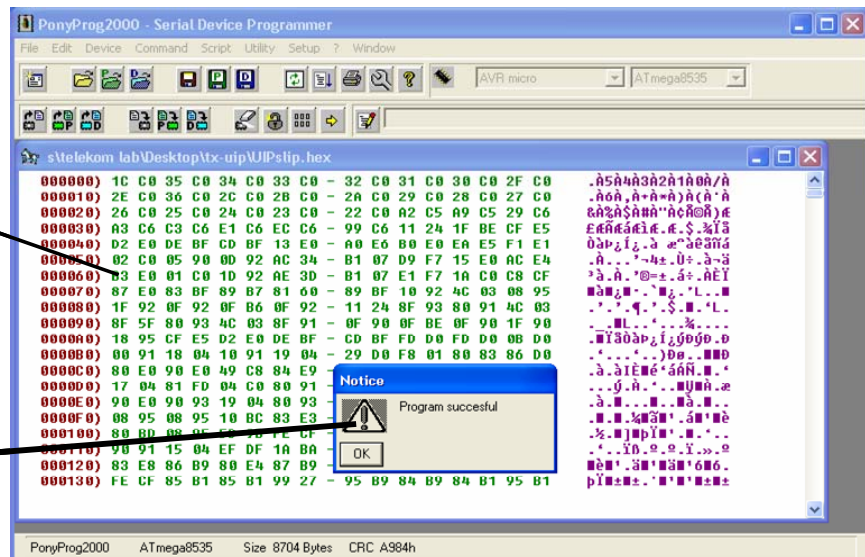 PonyProg2000 - Serial Device Programmer
File Edit Device Command Script Utility Setup ? Window
AVR micro ATmega8535
s\telekom lab\Desktop\tx-uip\UIPslip.hex
000000) 1C C0 35 C0 34 C0 33 C0 - 32 C0 31 C0 30 C0 2F C0 .À5À4À3À2À1À0À/À
000010) 2E C0 36 C0 2C C0 2B C0 - 2A C0 29 C0 28 C0 27 C0 .À6À,À+À*À)À(À'À
000020) 26 C0 25 C0 24 C0 23 C0 - 22 C0 A2 C5 A9 C5 29 C6
000030) A3 C6 C3 C6 E1 C6 EC C6 - 99 C6 11 24 1F BE CF E5
000040) D2 E0 DE BF CD BF 13 E0 - A0 E6 B0 E0 EA E5 F1 E1
000050) 02 C0 05 90 0D 92 AC 34 - B1 07 D9 F7 15 E0 AC E4
000060) B3 E0 01 C0 1D 92 AE 3D - B1 07 E1 F7 1A C0 C8 CF
000070) 87 E0 83 BF 89 B7 81 60 - 89 BF 10 92 4C 03 08 95
000080) 1F 92 0F 92 0F B6 0F 92 - 11 24 8F 93 80 91 4C 03
000090) 8F 5F 80 93 4C 03 8F 91 - 0F 90 0F BE 0F 90 1F 90
0000A0) 18 95 CF E5 D2 E0 DE BF - CD BF FD D0 FD D0 0B D0
0000B0) 00 91 18 04 10 91 19 04 - 29 D0 F8 01 80 83 86 D0
0000C0) 80 E0 90 E0 49 C8 84 E9 -
0000D0) 17 04 81 FD 04 C0 80 91 -
0000E0) 90 E0 90 93 19 04 80 93 -
0000F0) 08 95 08 95 10 BC 83 E3 -
000100) 80 BD 08
90 91 15 04 EF DF 1A BA -
000120) 83 E8 86 B9 80 E4 87 B9 -
000130) FE CF 85 B1 85 B1 99 27 - 95 B9 84 B9 84 B1 95 B1
Notice
Program succesful
OK
PonyProg2000 ATmega8535 Size 8704 Bytes CRC A984h